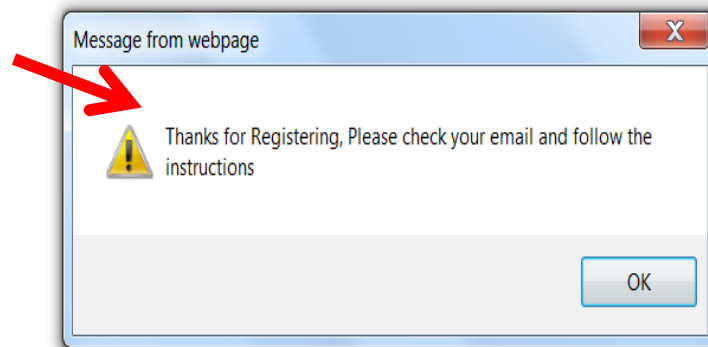 Message from webpage
X
Thanks for Registering, Please check your email and follow the
instructions
OK